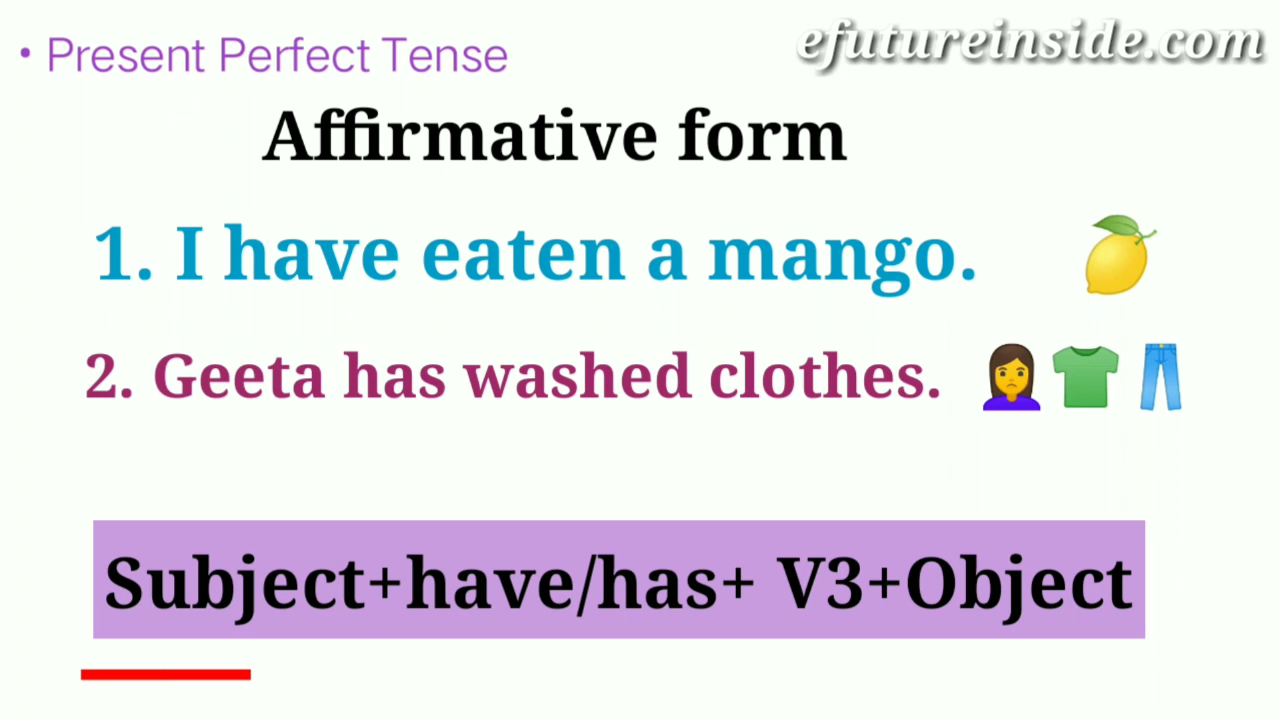 • Present Perfect Tense
efutureinside.com
Affirmative form
1. I have eaten a mango.
2. Geeta has washed clothes.
Subject+have/has+ V3+Object